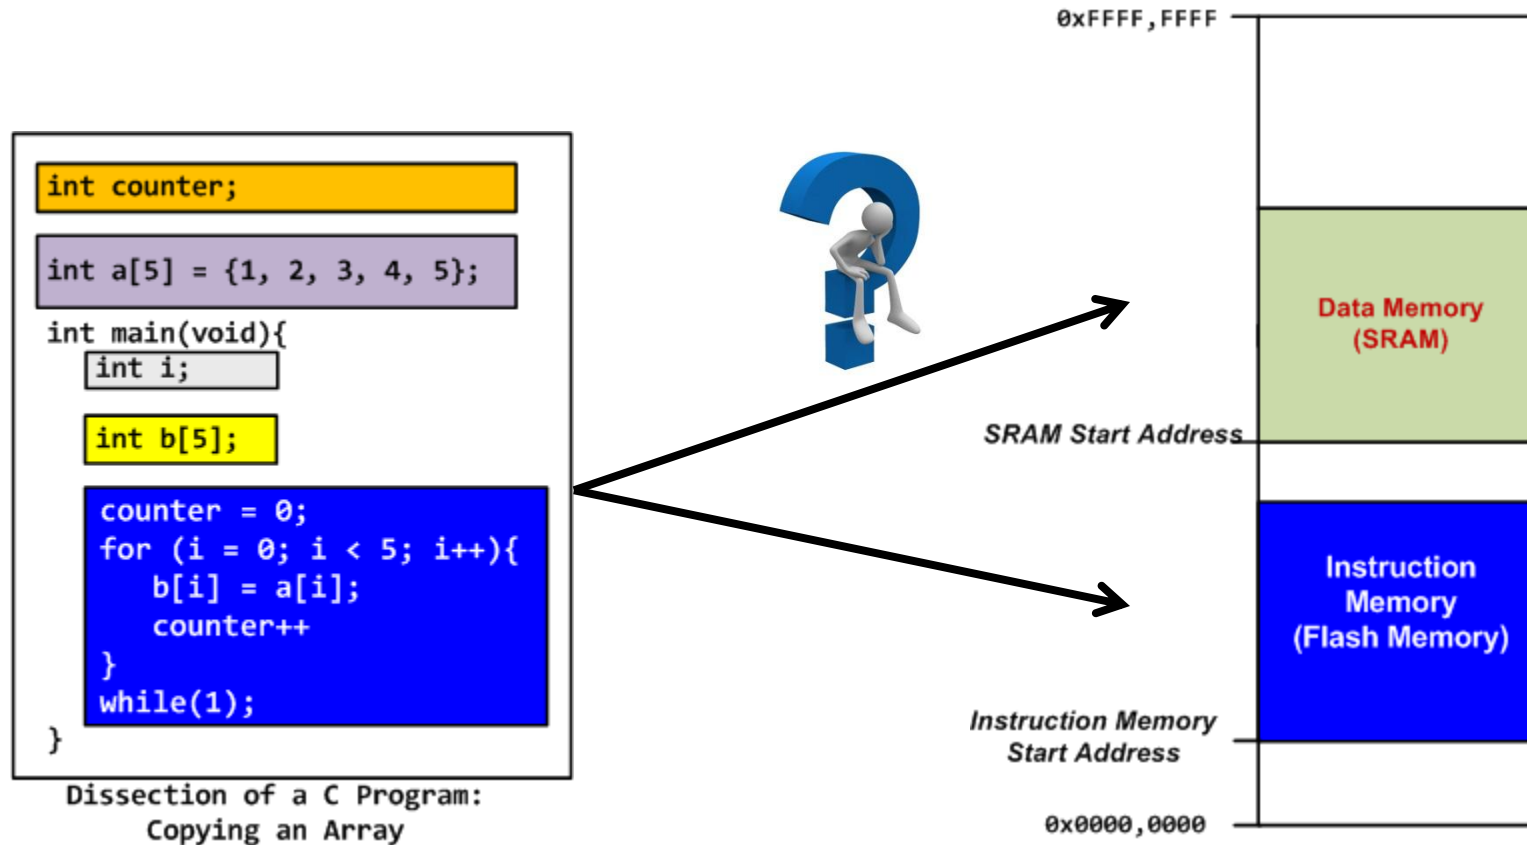 int counter;
int a[5] = {1, 2, 3, 4, 5};
int main(void){
int i;
int b[5];
counter = 0;
for (i = 0; i < 5; i++){
b[i] = a[i];
counter++
}
while(1);
}
Dissection of a C Program:
Copying an Array
0xFFFF,FFFF
Data Memory
(SRAM)
SRAM Start Address
Instruction
Memory
(Flash Memory)
Instruction Memory
Start Address
0x0000,0000